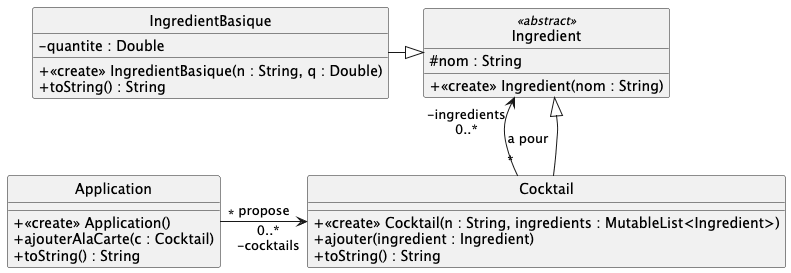 IngredientBasique
-quantite : Double
+«create» IngredientBasique(n : String, q : Double)
+toString() : String
«abstract»
Ingredient
#nom : String
+«create» Ingredient(nom : String)
-ingredients
0..*
a pour
*
Application
+«create» Application()
+ajouterAlaCarte(c : Cocktail)
+toString() : String
* propose
0..*
-cocktails
Cocktail
+«create» Cocktail(n : String, ingredients : MutableList<Ingredient>)
+ajouter(ingredient : Ingredient)
+toString() : String